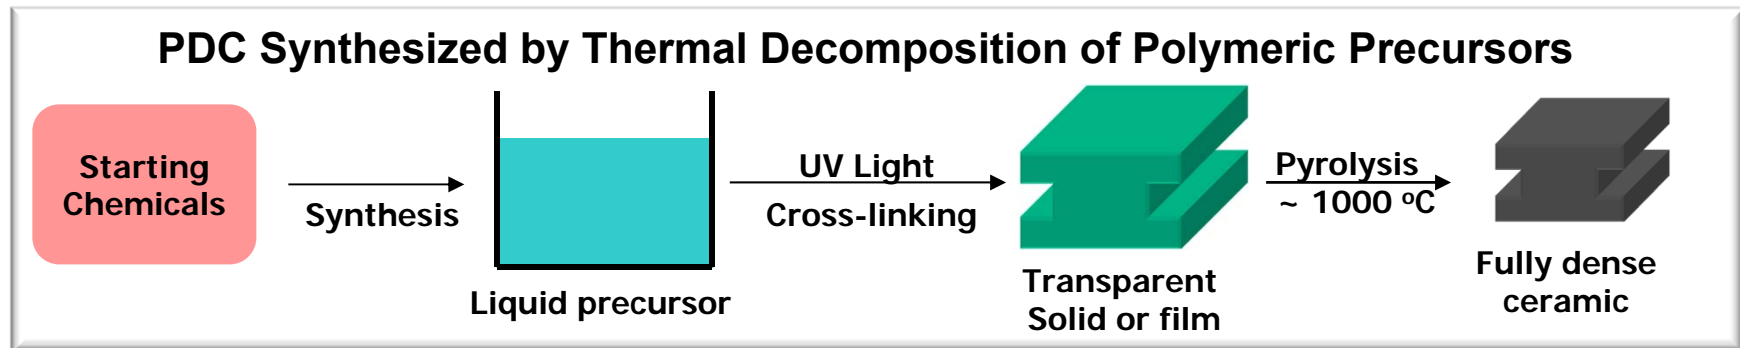 PDC Synthesized by Thermal Decomposition of Polymeric Precursors
Starting
Chemicals
Synthesis
Liquid precursor
UV Light
Cross-linking
Transparent
Solid or film
Pyrolysis
~ 1000 ºC
Fully dense
ceramic